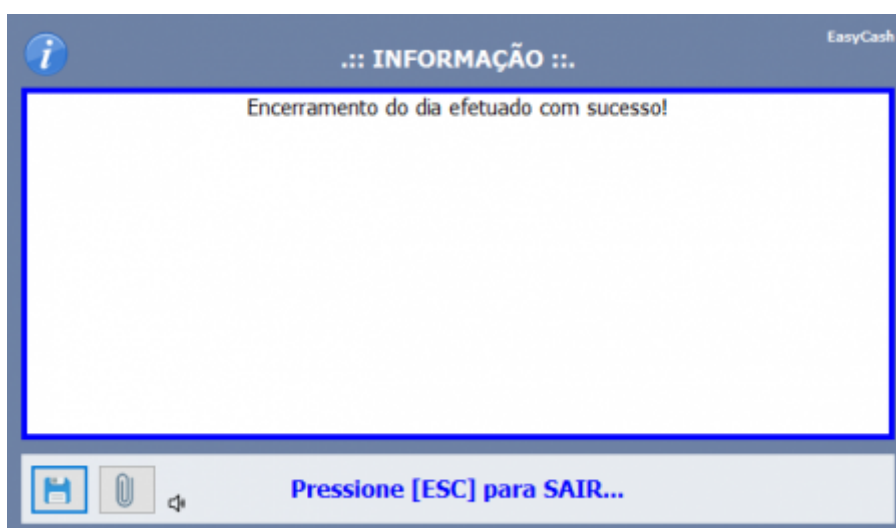 EasyCash
.:: INFORMAÇÃO ::.
Encerramento do dia efetuado com sucesso!
Pressione [ESC] para SAIR...